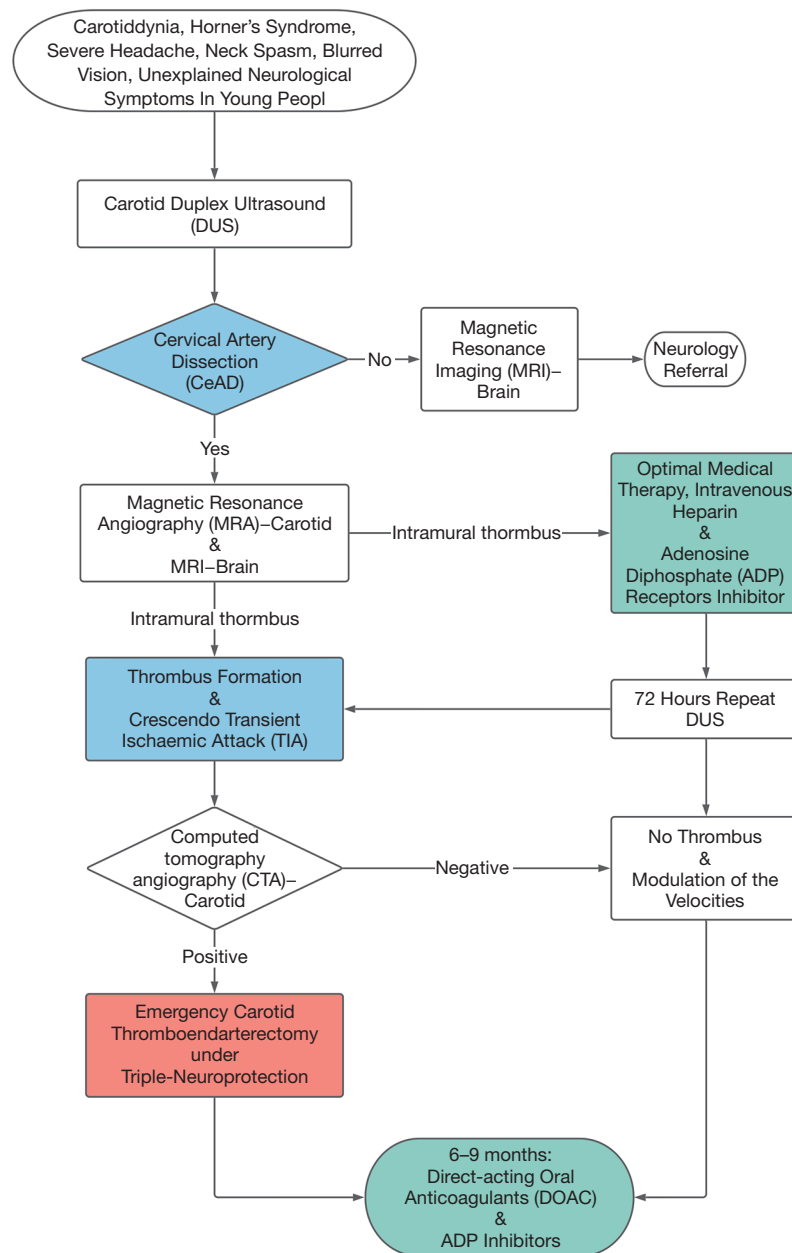 Carotiddynia, Horner's Syndrome,
Severe Headache, Neck Spasm, Blurred
Vision, Unexplained Neurological
Symptoms In Young Peopl
Carotid Duplex Ultrasound
(DUS)
Cervical Artery
Dissection
(CeAD)
No
Magnetic
Resonance
Imaging (MRI)–
Brain
Neurology
Referral
Yes
Magnetic Resonance
Angiography (MRA)–Carotid
&
MRI–Brain
Intramural thormbus
Optimal Medical
Therapy, Intravenous
Heparin
&
Adenosine
Diphosphate (ADP)
Receptors Inhibitor
Intramural thormbus
Thrombus Formation
&
Crescendo Transient
Ischaemic Attack (TIA)
72 Hours Repeat
DUS
Computed
tomography
angiography (CTA)–
Carotid
Negative
No Thrombus
&
Modulation of the
Velocities
Positive
Emergency Carotid
Thromboendarterectomy
under
Triple-Neuroprotection
6–9 months:
Direct-acting Oral
Anticoagulants (DOAC)
&
ADP Inhibitors